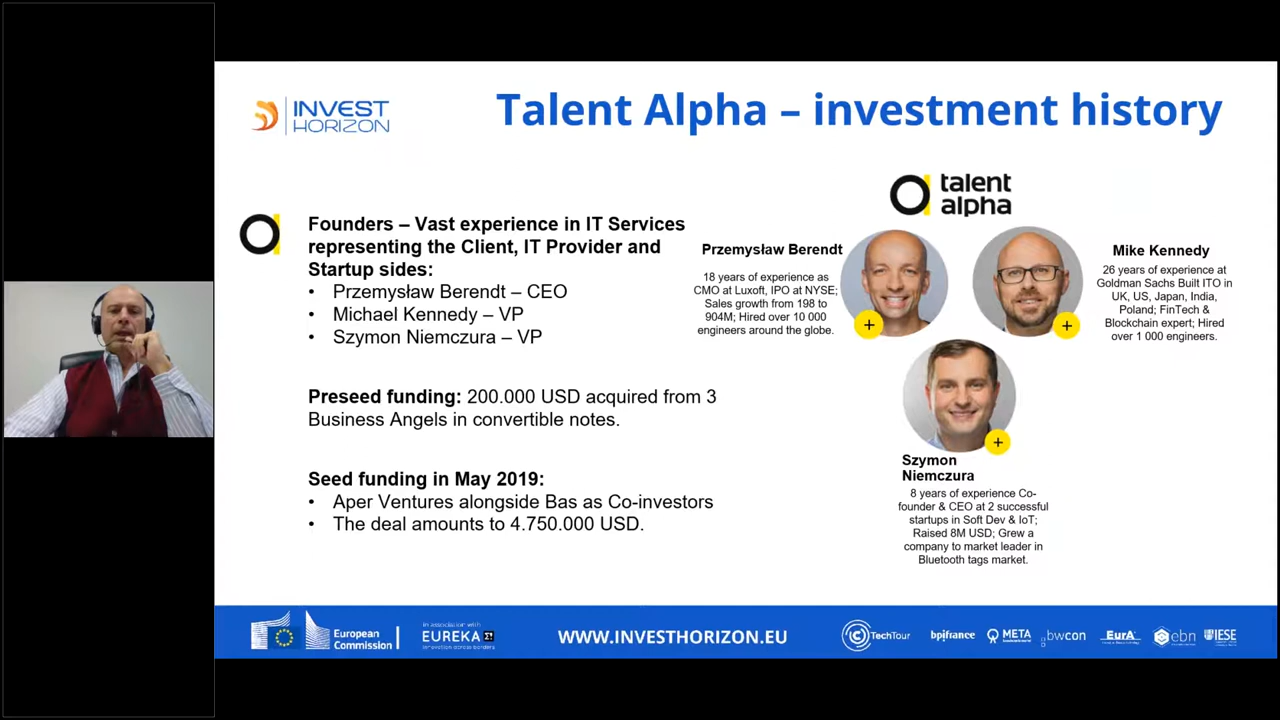 INVEST
HORIZON
Talent Alpha – investment history
talent
alpha
Founders – Vast experience in IT Services
representing the Client, IT Provider and
Startup sides:
• Przemysław Berendt – CEO
• Michael Kennedy – VP
• Szymon Niemczura – VP
Preseed funding: 200.000 USD acquired from 3
Business Angels in convertible notes.
Seed funding in May 2019:
• Aper Ventures alongside Bas as Co-investors
• The deal amounts to 4.750.000 USD.
Przemysław Berendt
18 years of experience as
CMO at Luxoft, IPO at NYSE;
Sales growth from 198 to
904M; Hired over 10 000
engineers around the globe.
Mike Kennedy
26 years of experience at
Goldman Sachs Built ITO in
UK, US, Japan, India,
Poland; FinTech &
Blockchain expert; Hired
over 1 000 engineers.
Szymon
Niemczura
8 years of experience Co-
founder & CEO at 2 successful
startups in Soft Dev & IoT;
Raised 8M USD; Grew a
company to market leader in
Bluetooth tags market.
European
Commission
in association with
EUREKA Σ!
innovation across borders
WWW.INVESTHORIZON.EU
TechTour
bpifrance
META
bwcon
EurA
ebn
IESE